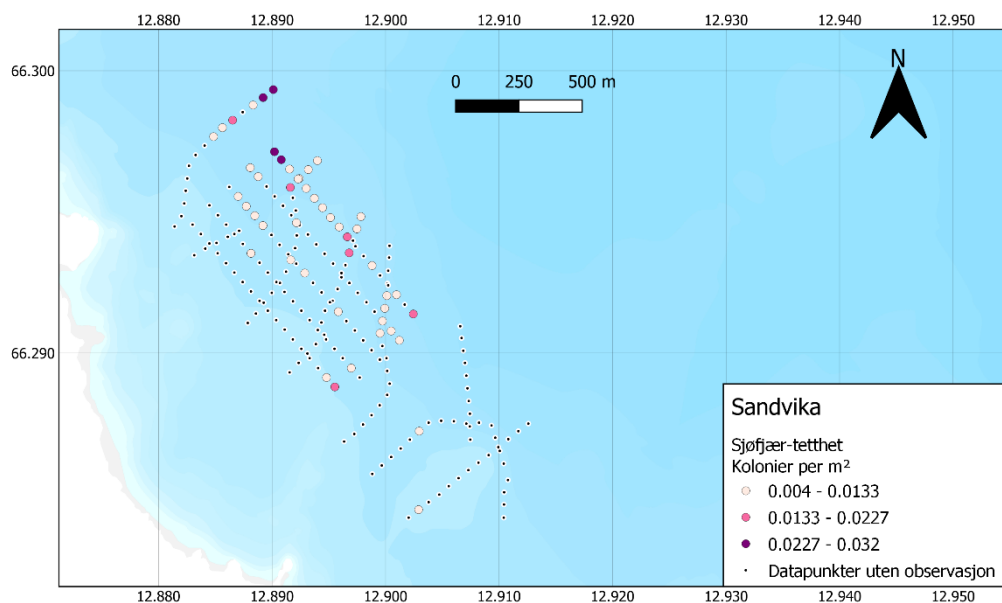 12.880 12.890 12.900 12.910 12.920 12.930 12.940 12.950
66.300
0 250 500 m
N
66.290
Sandvika
Sjøfjær-tetthet
Kolonier per m²
0.004 - 0.0133
0.0133 - 0.0227
0.0227 - 0.032
Datapunkter uten observasjon
12.880 12.890 12.900 12.910 12.920 12.930 12.940 12.950